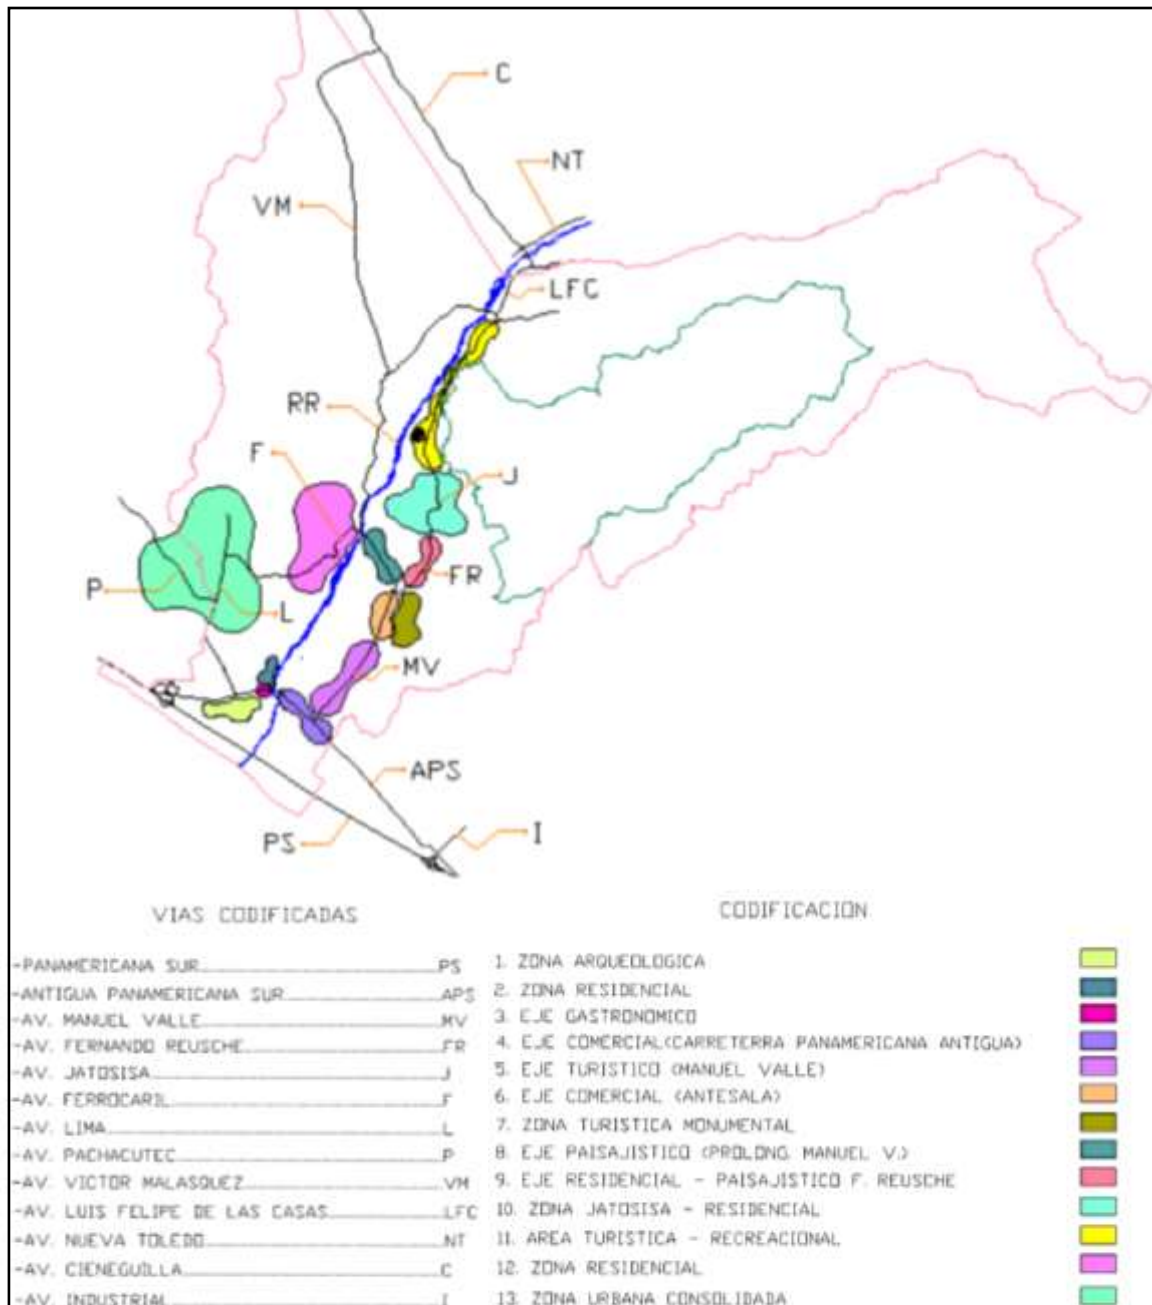 C
NT
VM
LFC
RR
F
J
P
FR
L
MV
APS
I
PS
VIAS CODIFICADAS
-PANAMERICANA SUR PS
-ANTIGUA PANAMERICANA SUR APS
-AV. MANUEL VALLE MV
-AV. FERNANDO REUSCHE FR
-AV. JATOSISA J
-AV. FERROCARIL F
-AV. LIMA L
-AV. PACHACUTEC P
-AV. VICTOR MALASQUEZ VM
-AV. LUIS FELIPE DE LAS CASAS LFC
-AV. NUEVA TOLEDO NT
-AV. CIENEGUILLA C
-AV. INDUSTRIAL I
CODIFICACION
1. ZONA ARQUEOLOGICA
2. ZONA RESIDENCIAL
3. EJE GASTRONOMICO
4. EJE COMERCIAL(CARRETERRA PANAMERICANA ANTIGUA)
5. EJE TURISTICO (MANUEL VALLE)
6. EJE COMERCIAL (ANTESALA)
7. ZONA TURISTICA MONUMENTAL
8. EJE PAISAJISTICO (PROLONG. MANUEL V.)
9. EJE RESIDENCIAL - PAISAJISTICO F. REUSCHE
10. ZONA JATOSISA - RESIDENCIAL
11. AREA TURISTICA - RECREACIONAL
12. ZONA RESIDENCIAL
13. ZONA URBANA CONSOLIDADA